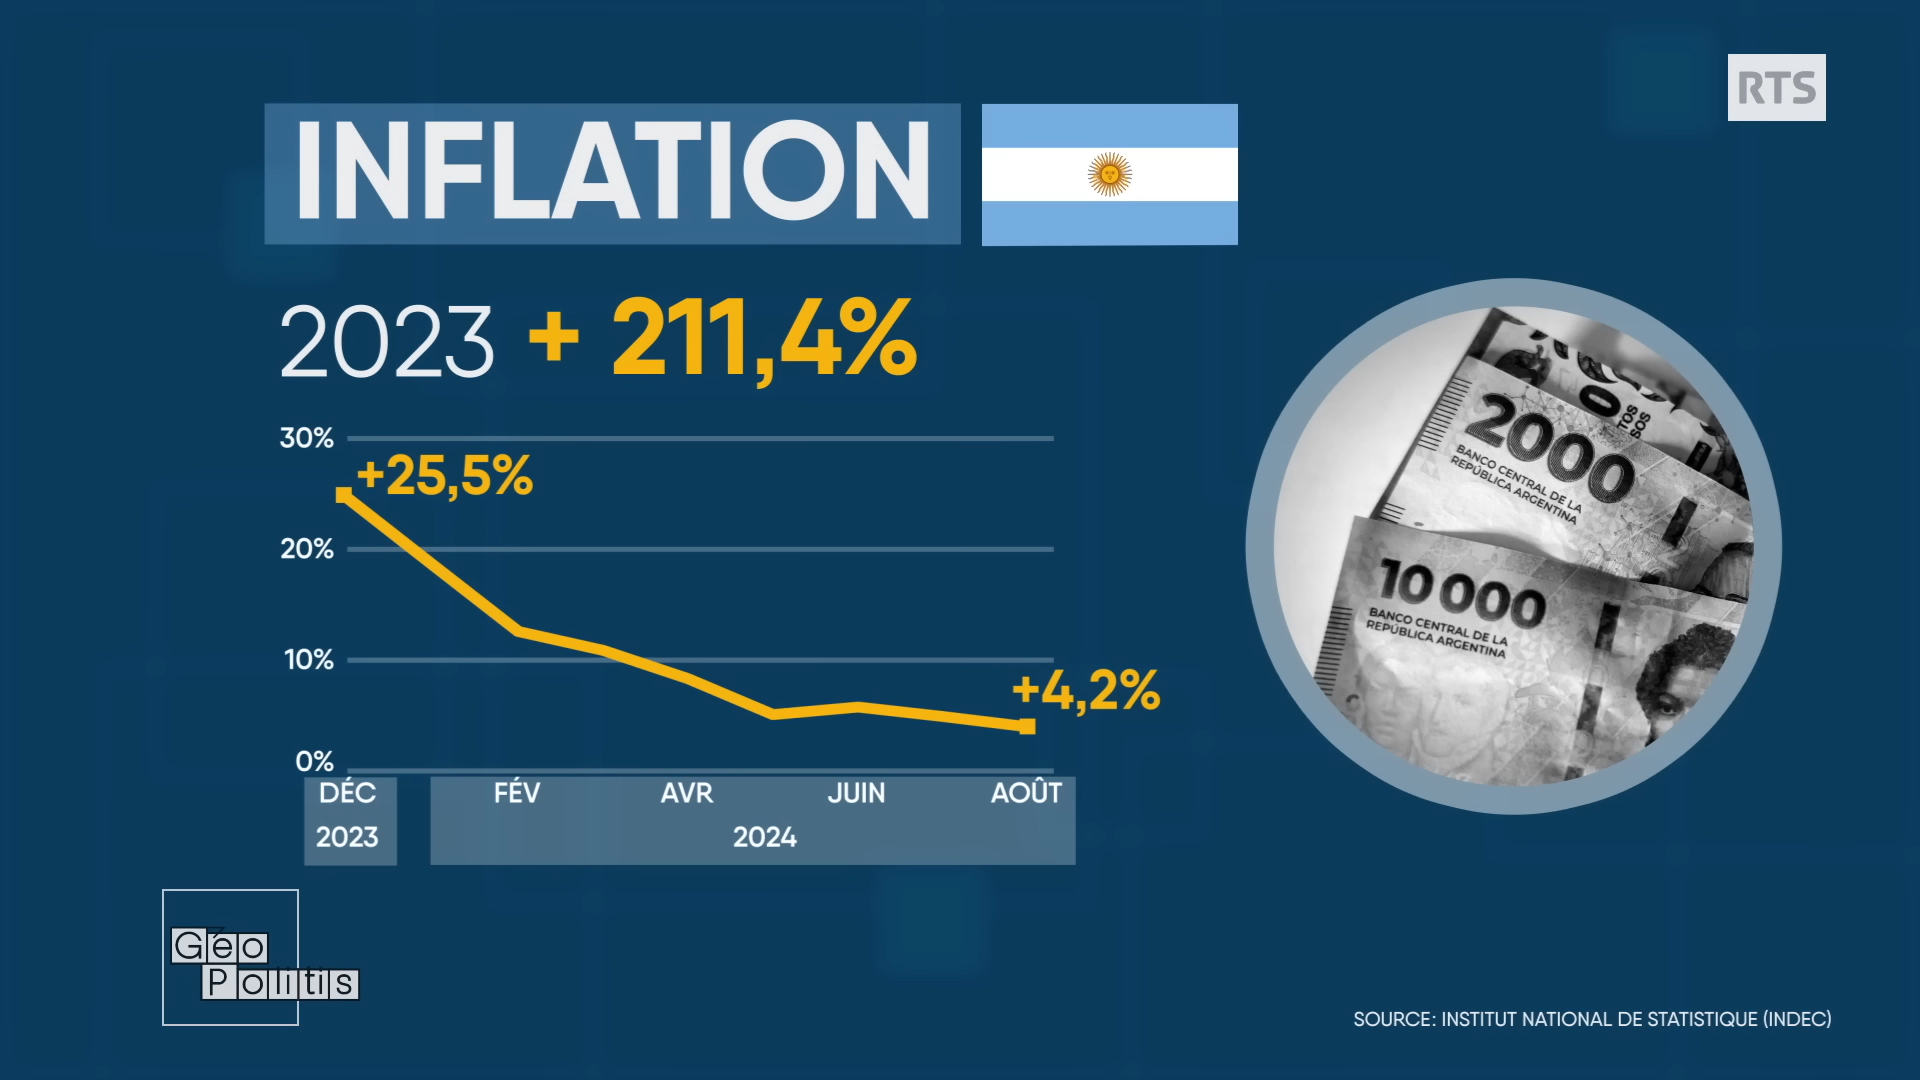 RTS
INFLATION
2023 + 211,4%
30%
+25,5%
20%
10%
+4,2%
0%
DÉC FÉV AVR JUIN AOÛT
2023 2024
2000
BANCO CENTRAL DE LA
REPÚBLICA ARGENTINA
10 000
BANCO CENTRAL DE LA
REPÚBLICA ARGENTINA
Géo
Politis
SOURCE: INSTITUT NATIONAL DE STATISTIQUE (INDEC)